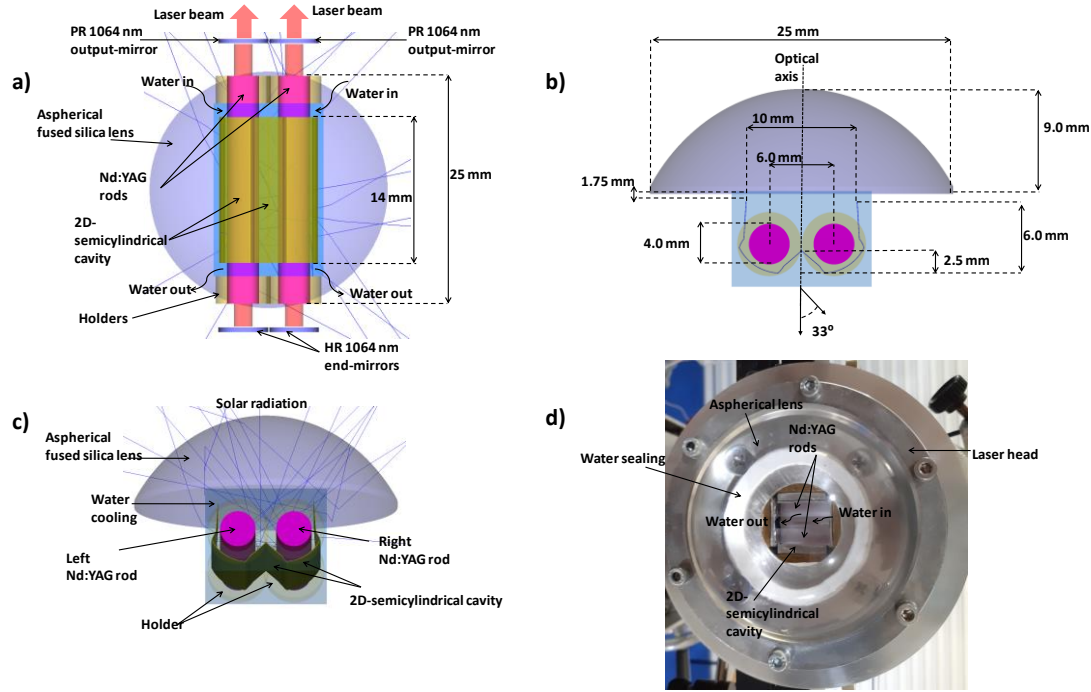 Laser beam
Laser beam
PR 1064 nm
output-mirror
PR 1064 nm
output-mirror
a)
Water in
Water in
Aspherical
fused silica lens
Nd:YAG
rods
14 mm
25 mm
2D-
semicylindrical
cavity
Water out
Water out
Holders
HR 1064 nm
end-mirrors
b)
25 mm
Optical
axis
10 mm
9.0 mm
6.0 mm
1.75 mm
4.0 mm
6.0 mm
2.5 mm
33°
c)
Solar radiation
Aspherical
fused silica lens
Water
cooling
Left
Nd:YAG rod
Right
Nd:YAG rod
2D-semicylindrical cavity
Holder
d)
Aspherical lens
Nd:YAG
rods
Water sealing
Laser head
Water out
Water in
2D-
semicylindrical
cavity